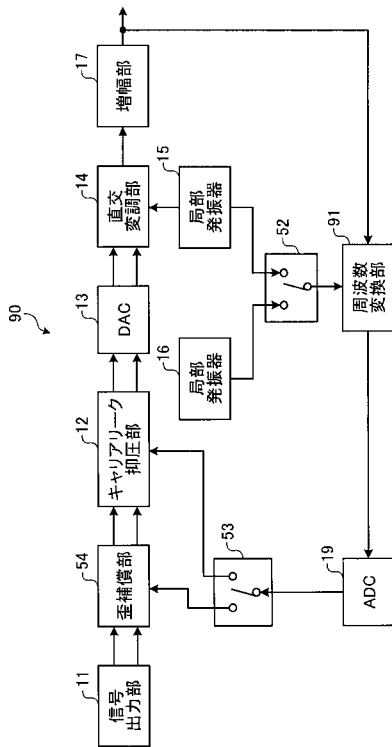 90
11
信号
出力部
54
歪補償部
12
キャリアリーク
抑圧部
13
DAC
14
直交
変調部
17
増幅部
15
局部
発振器
16
局部
発振器
52
53
91
周波数
変換部
19
ADC